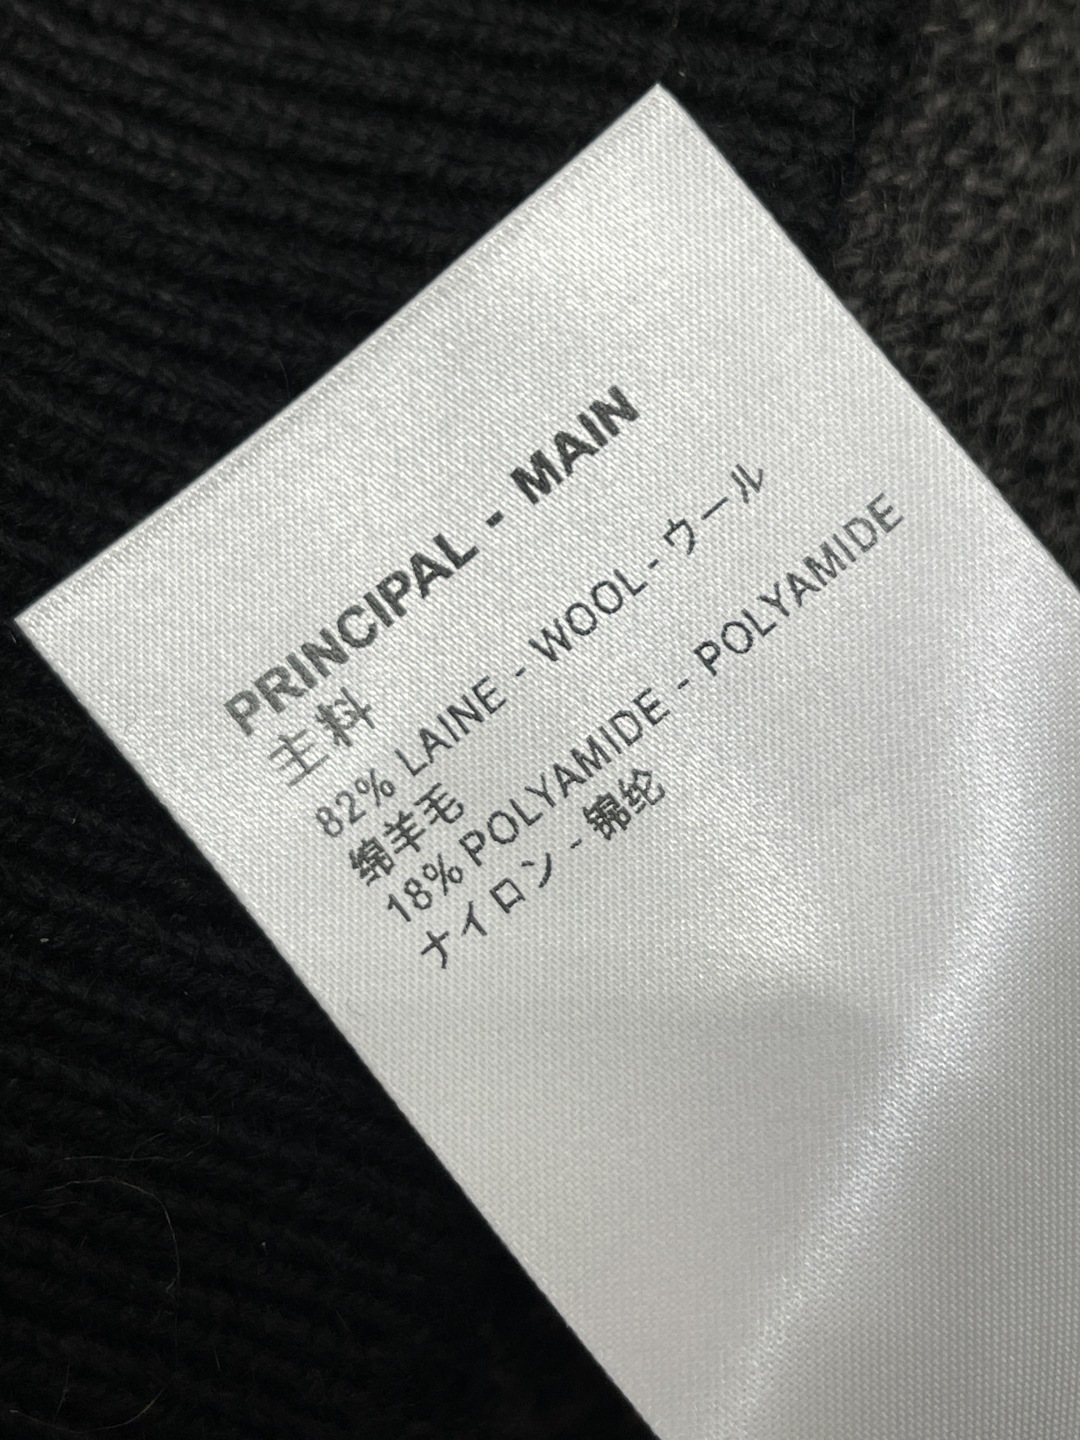 PRINCIPAL - MAIN
主料
82% LAINE - WOOL - ウール
绵羊毛
18% POLYAMIDE - POLYAMIDE
ナイロン - 锦纶